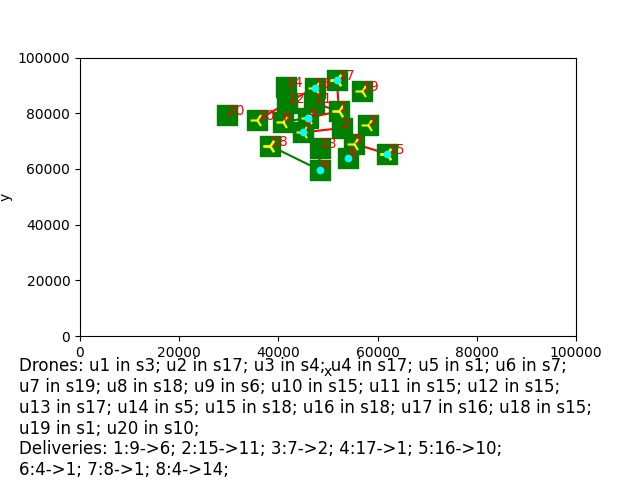 100000
80000
60000
40000
20000
0
y
0 20000 40000 60000 80000 100000
x
14
17
19
20
12
18
13
15
Drones: u1 in s3; u2 in s17; u3 in s4; u4 in s17; u5 in s1; u6 in s7;
u7 in s19; u8 in s18; u9 in s6; u10 in s15; u11 in s15; u12 in s15;
u13 in s17; u14 in s5; u15 in s18; u16 in s18; u17 in s16; u18 in s15;
u19 in s1; u20 in s10;
Deliveries: 1:9->6; 2:15->11; 3:7->2; 4:17->1; 5:16->10;
6:4->1; 7:8->1; 8:4->14;